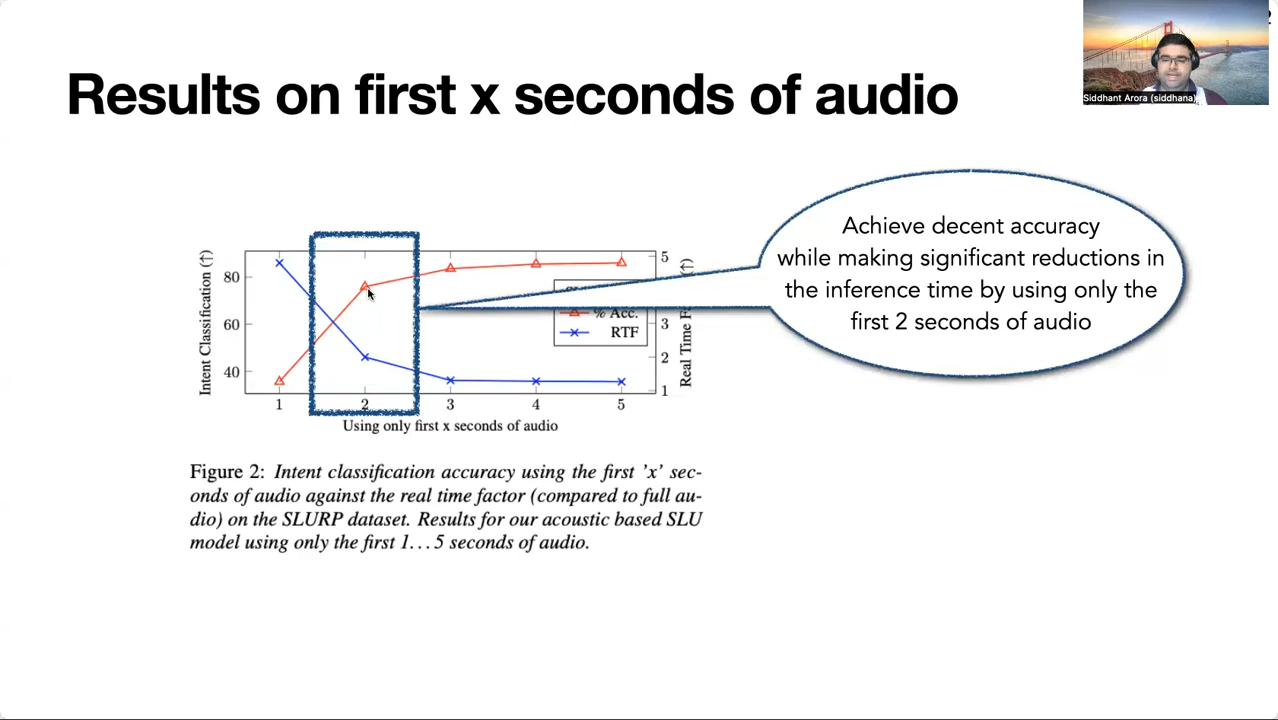 Results on first x seconds of audio
Siddhant Arora (siddhana)
2
Achieve decent accuracy
while making significant reductions in
the inference time by using only the
first 2 seconds of audio
Intent Classification (↑)
80
60
40
5
3
2
1
Real Time
(↑)
% Acc.
RTF
1 2 3 4 5
Using only first x seconds of audio
Figure 2: Intent classification accuracy using the first 'x' sec-
onds of audio against the real time factor (compared to full au-
dio) on the SLURP dataset. Results for our acoustic based SLU
model using only the first 1...5 seconds of audio.